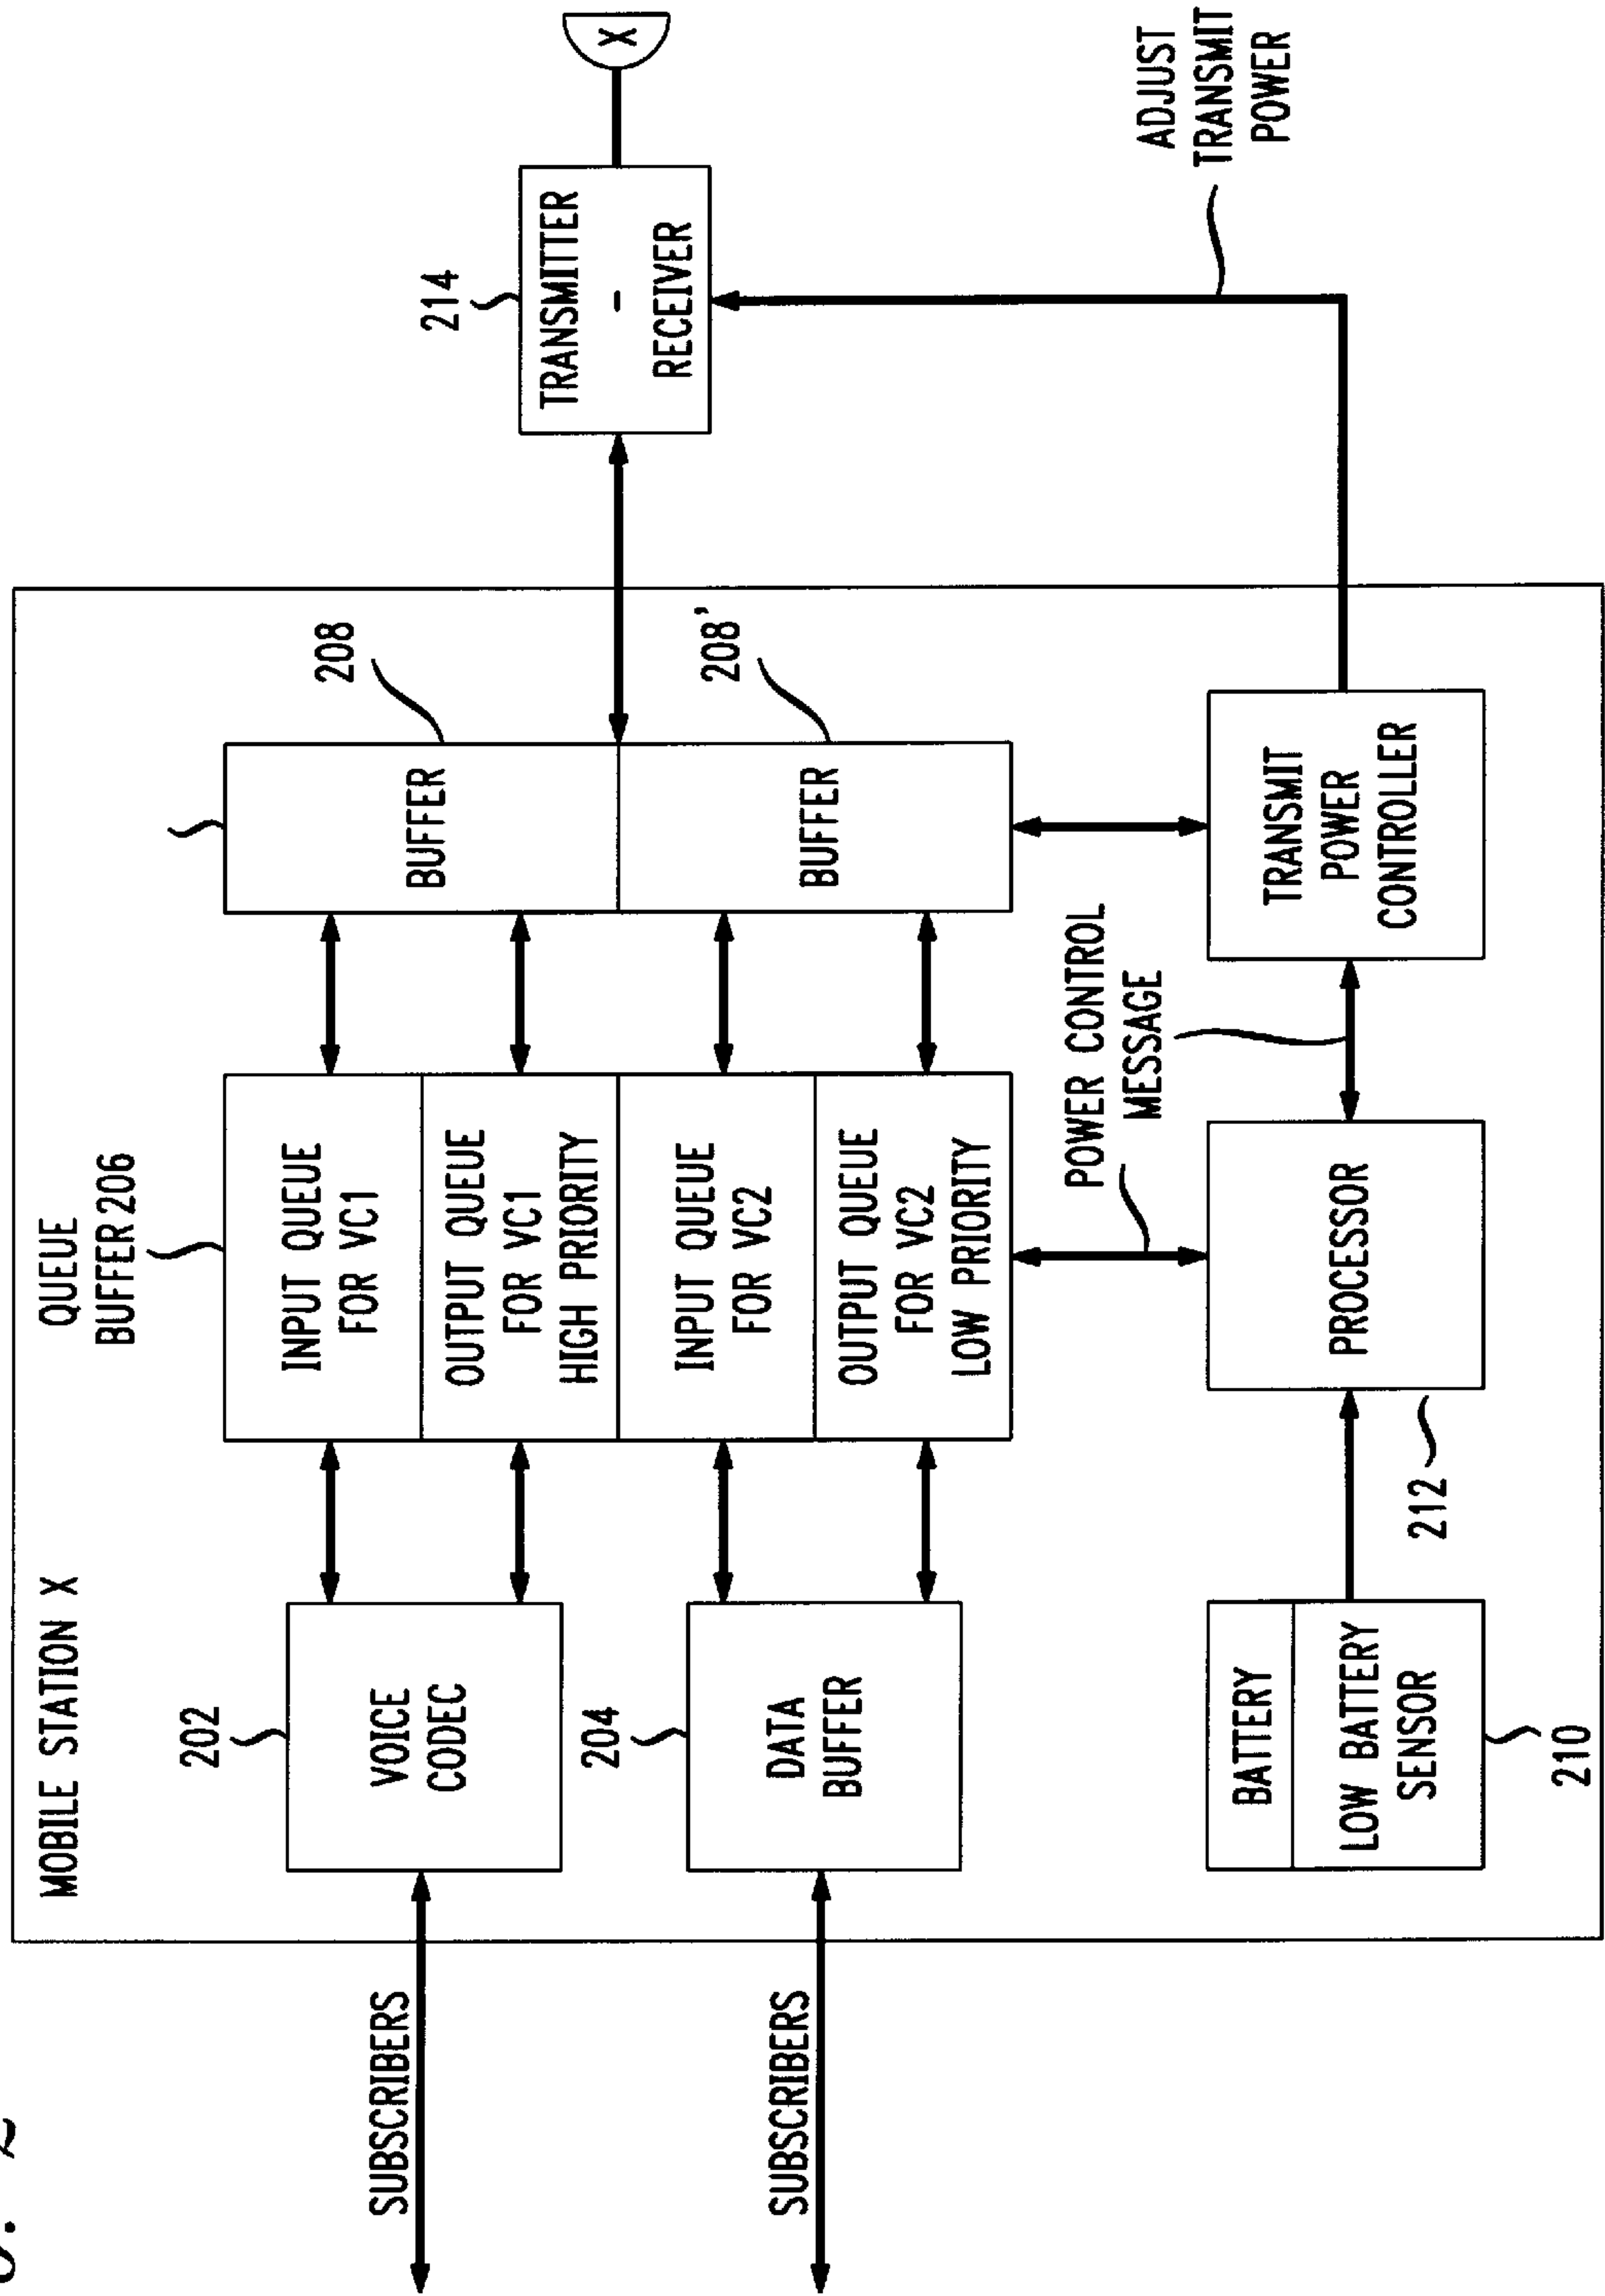 MOBILE STATION X
SUBSCRIBERS
SUBSCRIBERS
202
VOICE
CODEC
204
DATA
BUFFER
BATTERY
LOW BATTERY
SENSOR
210
QUEUE
BUFFER 206
INPUT QUEUE
FOR VC1
OUTPUT QUEUE
FOR VC1
HIGH PRIORITY
INPUT QUEUE
FOR VC2
OUTPUT QUEUE
FOR VC2
LOW PRIORITY
POWER CONTROL
MESSAGE
PROCESSOR
212
BUFFER
208
BUFFER
208'
TRANSMIT
POWER
CONTROLLER
214
TRANSMITTER
-
RECEIVER
X
ADJUST
TRANSMIT
POWER